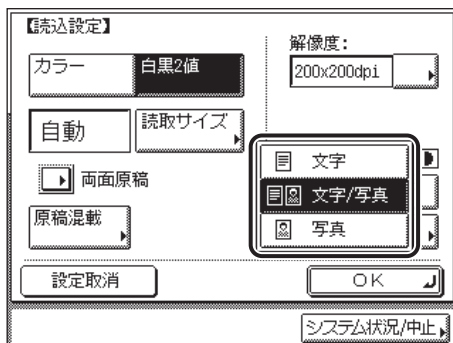 【読込設定】
解像度：
カラー
白黒2値
200x200dpi
自動
読取サイズ
両面原稿
原稿混載
文字
文字/写真
写真
設定取消
OK
システム状況/中止